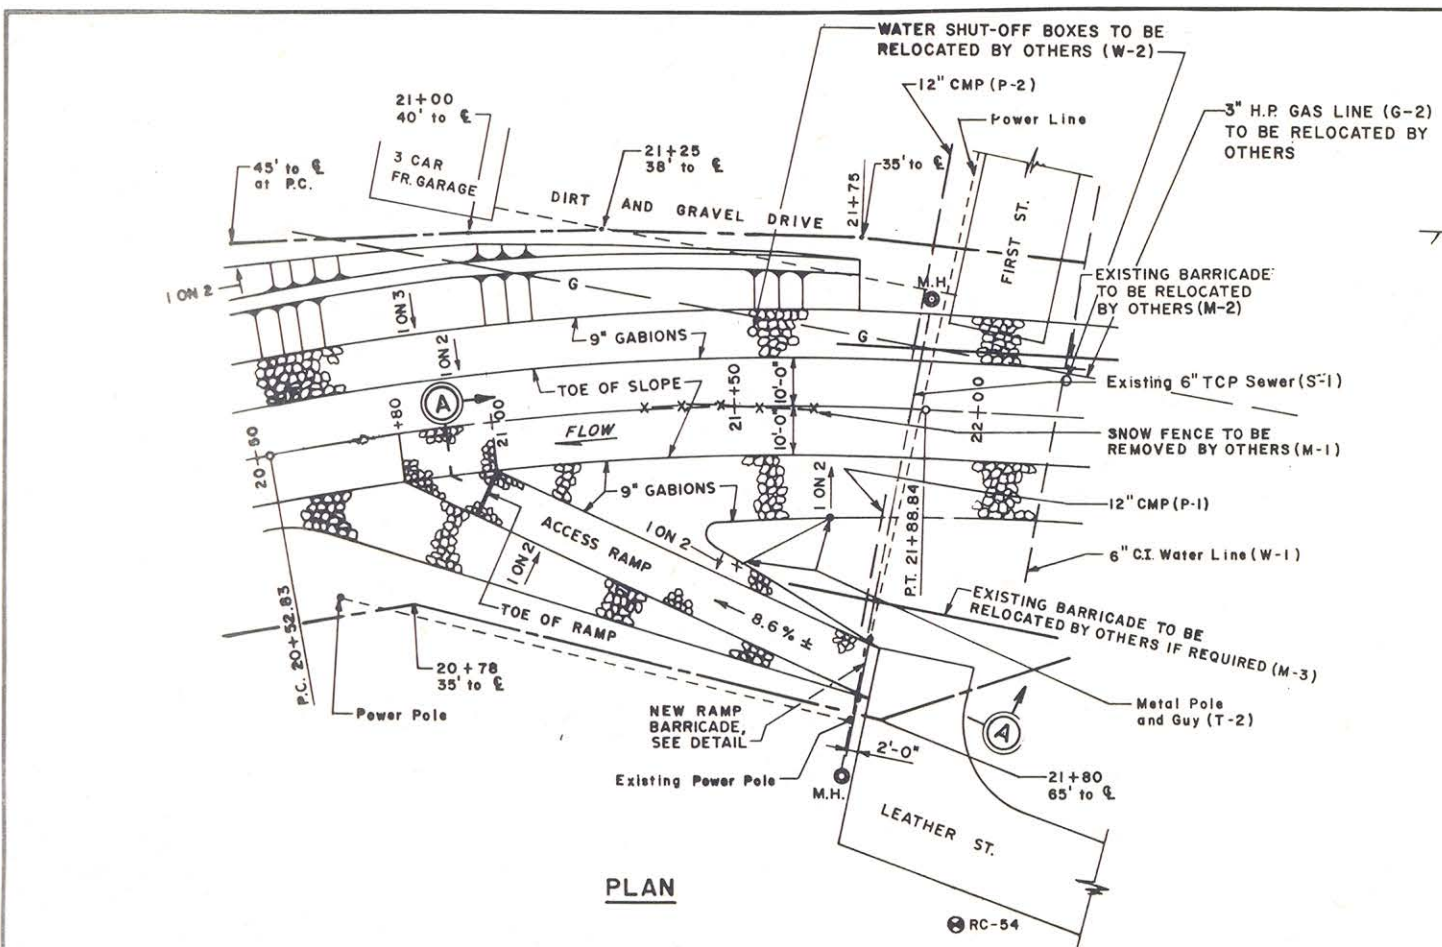 WATER SHUT-OFF BOXES TO BE
RELOCATED BY OTHERS (W-2)
12" CMP (P-2)
Power Line
3" H.P. GAS LINE (G-2)
TO BE RELOCATED BY
OTHERS
21+00
40' to ℄
3 CAR
FR. GARAGE
45' to ℄
at P.C.
21+25
38' to ℄
21+75
35' to ℄
DIRT AND GRAVEL DRIVE
FIRST ST.
M.H.
EXISTING BARRICADE
TO BE RELOCATED
BY OTHERS (M-2)
1 ON 2
G
1 ON 3
1 ON 2
9" GABIONS
G
TOE OF SLOPE
21+50
10'-0"
10'-0"
Existing 6" TCP Sewer (S-1)
A
+80
21+00
22+00
FLOW
X X X X X
SNOW FENCE TO BE
REMOVED BY OTHERS (M-1)
20+60
9" GABIONS
1 ON 2
12" CMP (P-1)
ACCESS RAMP
1 ON 2
P.T. 21+88.84
6" C.I. Water Line (W-1)
1 ON 2
EXISTING BARRICADE TO BE
RELOCATED BY OTHERS IF REQUIRED (M-3)
TOE OF RAMP
8.6% ±
P.C. 20+52.83
20+78
35' to ℄
Power Pole
NEW RAMP
BARRICADE,
SEE DETAIL
Metal Pole
and Guy (T-2)
A
2'-0"
Existing Power Pole
M.H.
21+80
65' to ℄
LEATHER ST.
PLAN
RC-54